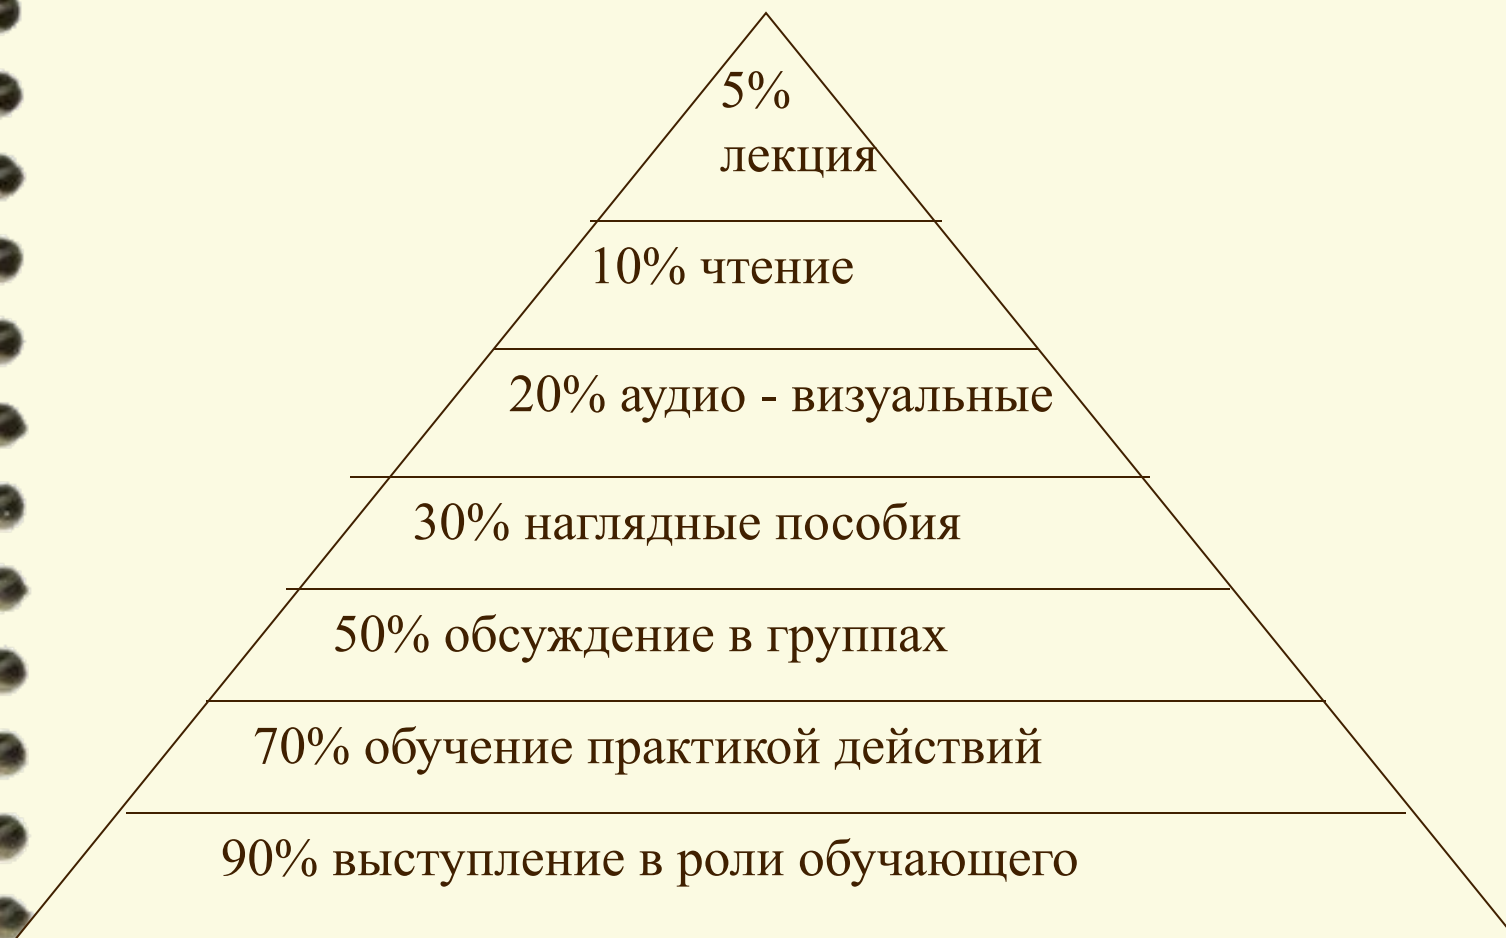 5%
лекция
10% чтение
20% аудио - визуальные
30% наглядные пособия
50% обсуждение в группах
70% обучение практикой действий
90% выступление в роли обучающего